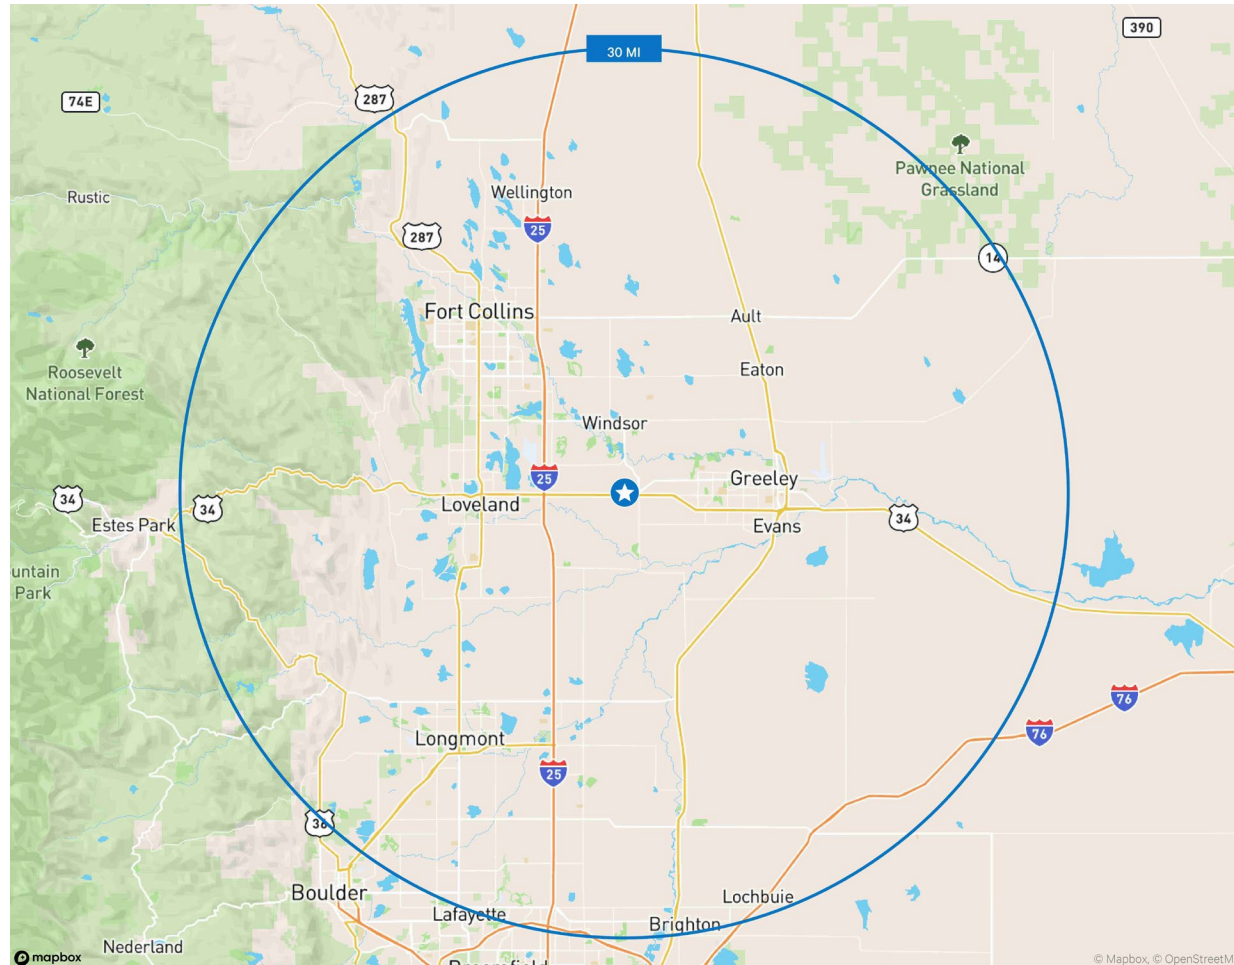 390
30 MI
287
74E
Pawnee National
Grassland
Rustic
Wellington
25
287
14
Fort Collins
Ault
Roosevelt
National Forest
Eaton
Windsor
25
Greeley
34
34
Loveland
Estes Park
Evans
34
untain
Park
76
76
Longmont
25
36
Boulder
Lochbuie
Lafayette
Brighton
Nederland
Broomfield
mapbox
© Mapbox, © OpenStreetM